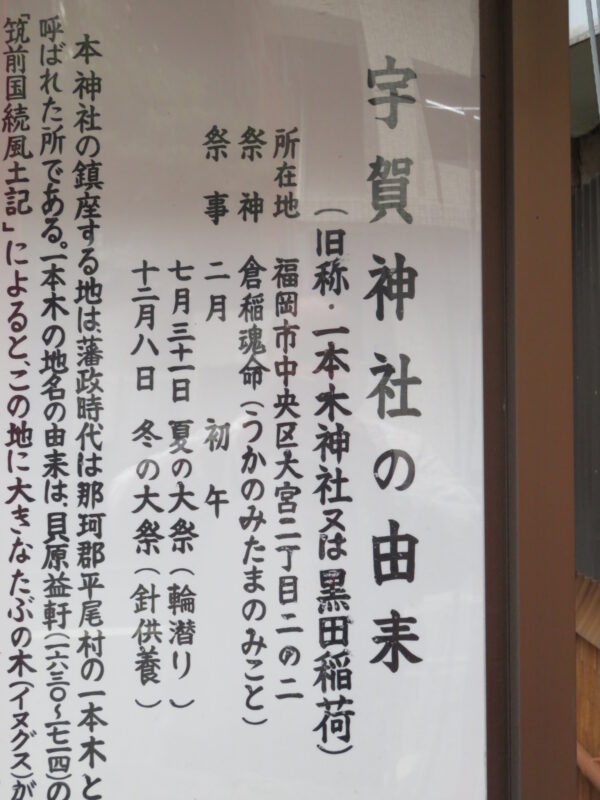 宇賀神社の由来
（旧称・一本木神社又は黒田稲荷）
所在地　福岡市中央区大宮二丁目二の二
祭神　倉稲魂命（うかのみたまのみこと）
祭事　二月　初午
七月三十一日　夏の大祭（輪潜り）
十二月八日　冬の大祭（針供養）
本神社の鎮座する地は、藩政時代は那珂郡平尾村の一本木と
呼ばれた所である。一本木の地名の由来は、貝原益軒（一六三〇～一七一四）の
「筑前国続風土記」によると、この地に大きなたぶの木（イヌグス）が